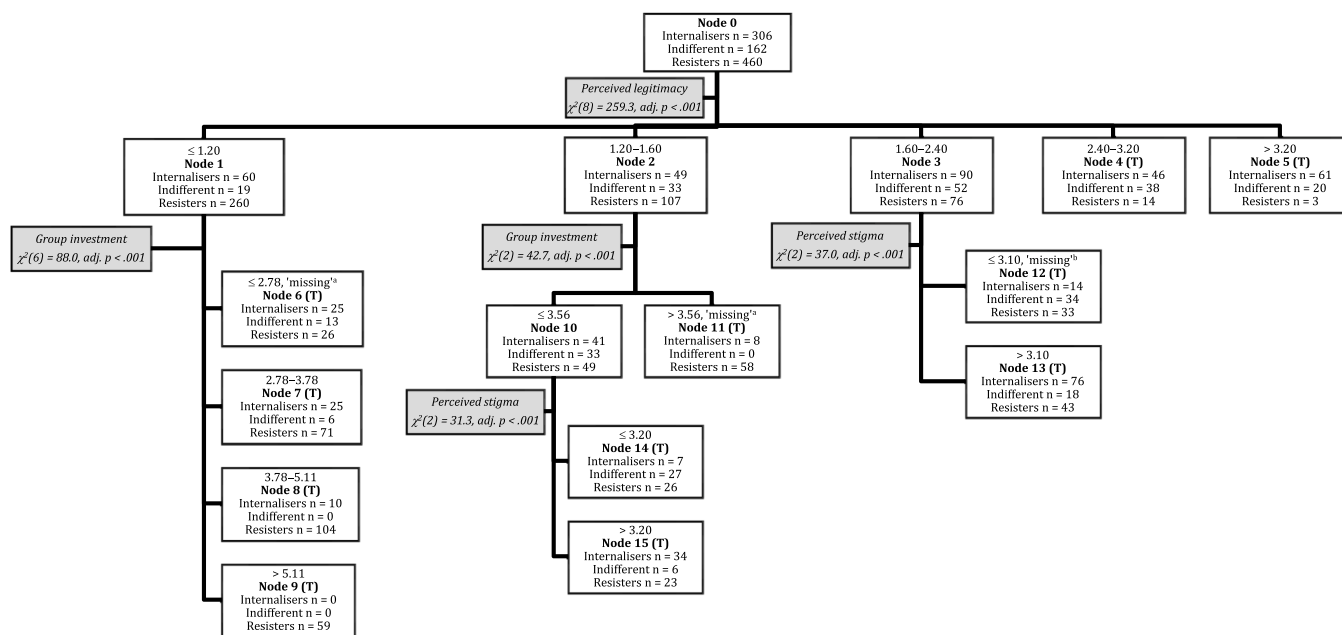 Node 0
Internalisers n = 306
Indifferent n = 162
Resisters n = 460
Perceived legitimacy
χ²(8) = 259.3, adj. p < .001
≤ 1.20
Node 1
Internalisers n = 60
Indifferent n = 19
Resisters n = 260
1.20–1.60
Node 2
Internalisers n = 49
Indifferent n = 33
Resisters n = 107
1.60–2.40
Node 3
Internalisers n = 90
Indifferent n = 52
Resisters n = 76
2.40–3.20
Node 4 (T)
Internalisers n = 46
Indifferent n = 38
Resisters n = 14
> 3.20
Node 5 (T)
Internalisers n = 61
Indifferent n = 20
Resisters n = 3
Group investment
χ²(6) = 88.0, adj. p < .001
≤ 2.78, 'missing'ᵃ
Node 6 (T)
Internalisers n = 25
Indifferent n = 13
Resisters n = 26
2.78–3.78
Node 7 (T)
Internalisers n = 25
Indifferent n = 6
Resisters n = 71
3.78–5.11
Node 8 (T)
Internalisers n = 10
Indifferent n = 0
Resisters n = 104
> 5.11
Node 9 (T)
Internalisers n = 0
Indifferent n = 0
Resisters n = 59
Group investment
χ²(2) = 42.7, adj. p < .001
≤ 3.56
Node 10
Internalisers n = 41
Indifferent n = 33
Resisters n = 49
> 3.56, 'missing'ᵃ
Node 11 (T)
Internalisers n = 8
Indifferent n = 0
Resisters n = 58
Perceived stigma
χ²(2) = 31.3, adj. p < .001
≤ 3.20
Node 14 (T)
Internalisers n = 7
Indifferent n = 27
Resisters n = 26
> 3.20
Node 15 (T)
Internalisers n = 34
Indifferent n = 6
Resisters n = 23
Perceived stigma
χ²(2) = 37.0, adj. p < .001
≤ 3.10, 'missing'ᵇ
Node 12 (T)
Internalisers n =14
Indifferent n = 34
Resisters n = 33
> 3.10
Node 13 (T)
Internalisers n = 76
Indifferent n = 18
Resisters n = 43